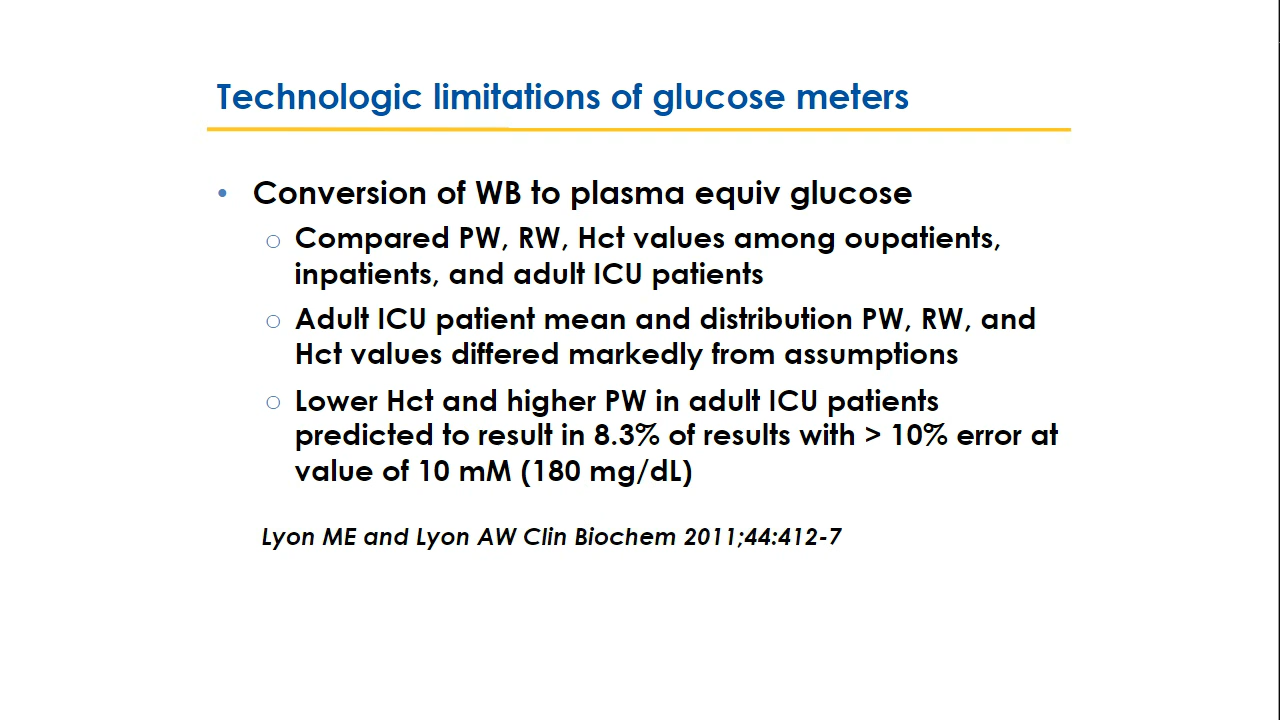 Technologic limitations of glucose meters
• Conversion of WB to plasma equiv glucose
○ Compared PW, RW, Hct values among oupatients,
inpatients, and adult ICU patients
○ Adult ICU patient mean and distribution PW, RW, and
Hct values differed markedly from assumptions
○ Lower Hct and higher PW in adult ICU patients
predicted to result in 8.3% of results with > 10% error at
value of 10 mM (180 mg/dL)
Lyon ME and Lyon AW Clin Biochem 2011;44:412-7